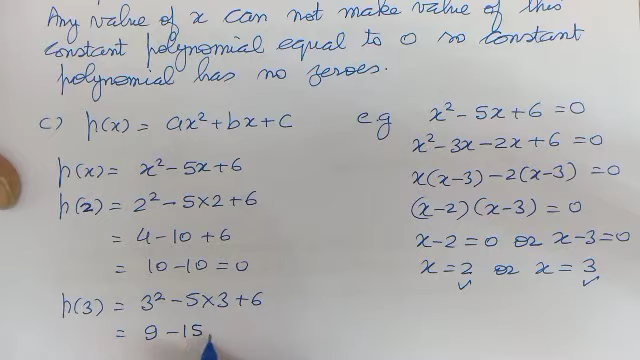 Any value of x can not make value of this
constant polynomial equal to 0 so constant
polynomial has no zeroes.
c) p(x) = ax² + bx + c
p(x) = x² - 5x + 6
p(2) = 2² - 5×2 + 6
= 4 - 10 + 6
= 10 - 10 = 0
p(3) = 3² - 5×3 + 6
= 9 - 15
e.g x² - 5x + 6 = 0
x² - 3x - 2x + 6 = 0
x(x-3) - 2(x-3) = 0
(x-2)(x-3) = 0
x-2=0 or x-3=0
x = 2 or x = 3